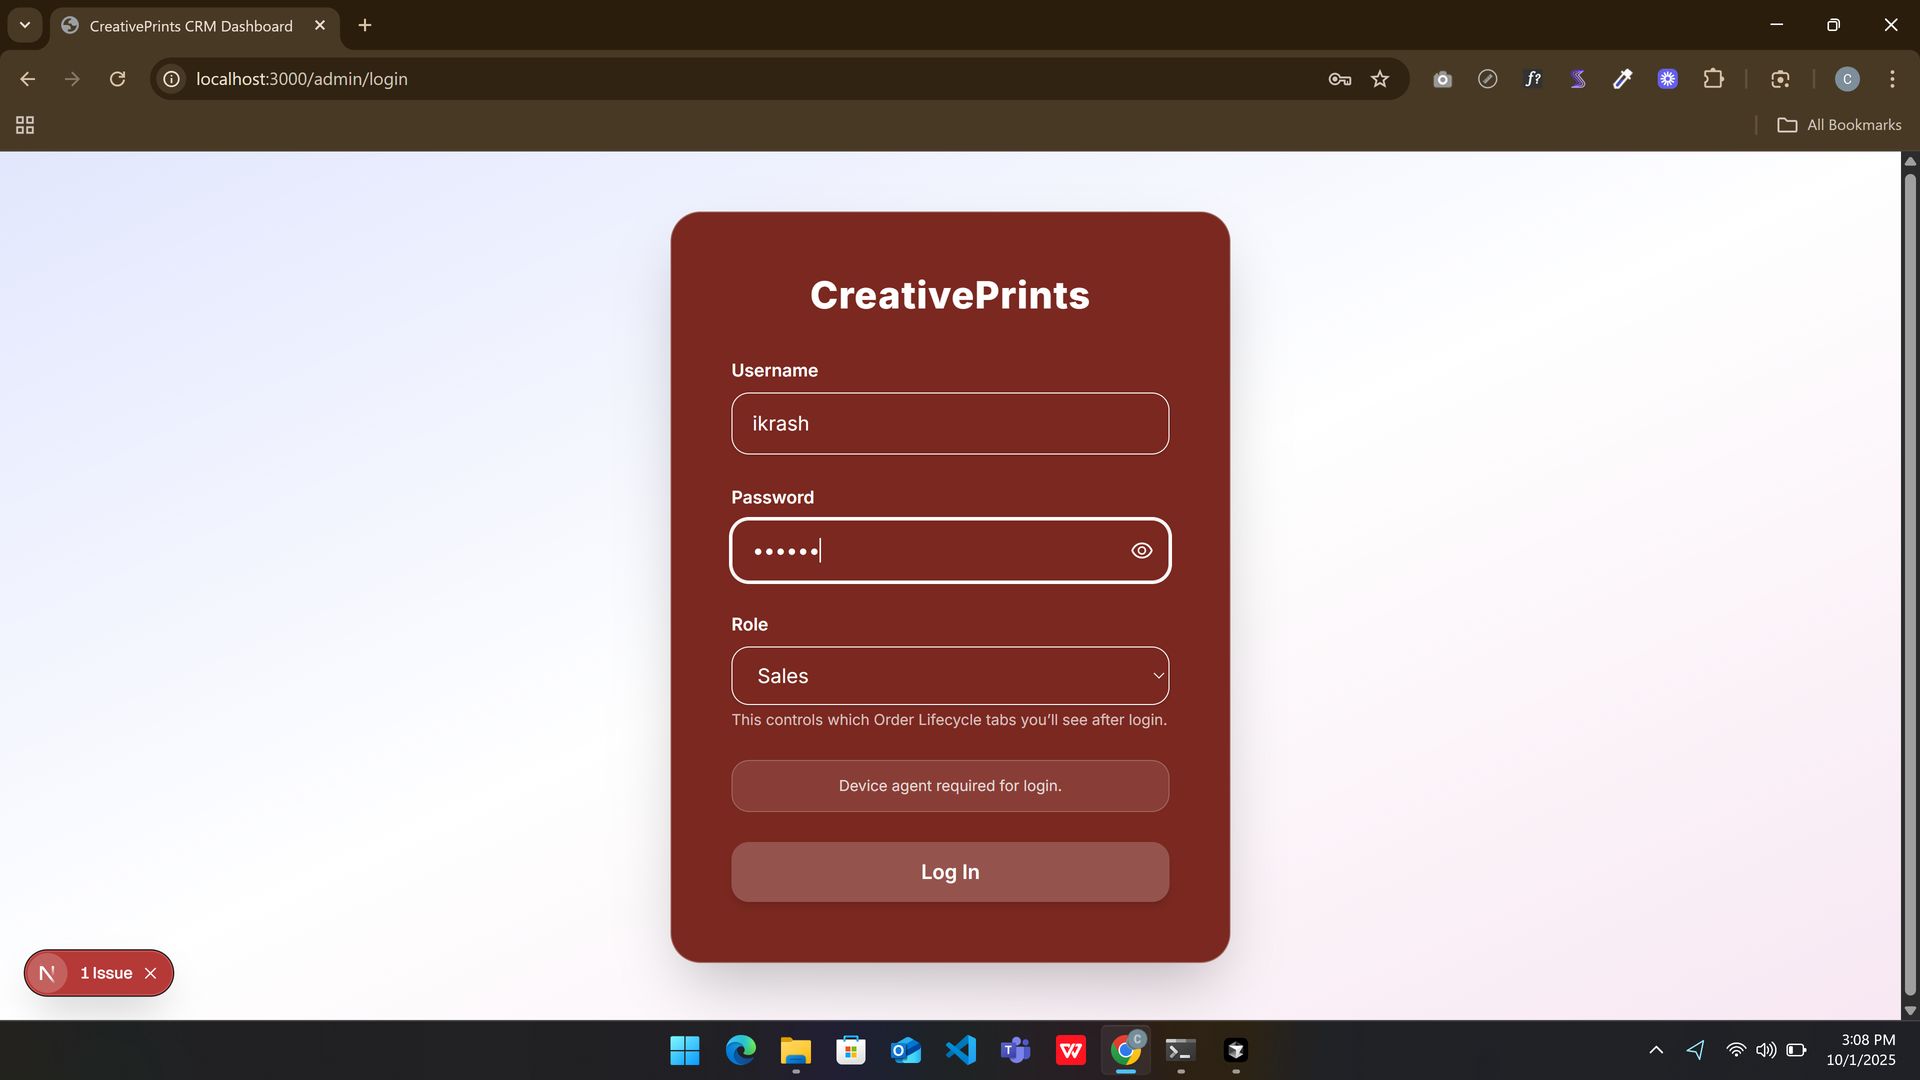 CreativePrints CRM Dashboard
localhost:3000/admin/login
f?
C
All Bookmarks
CreativePrints
Username
ikrash
Password
••••••
Role
Sales
This controls which Order Lifecycle tabs you’ll see after login.
Device agent required for login.
Log In
N
1 Issue
C
3:08 PM
10/1/2025